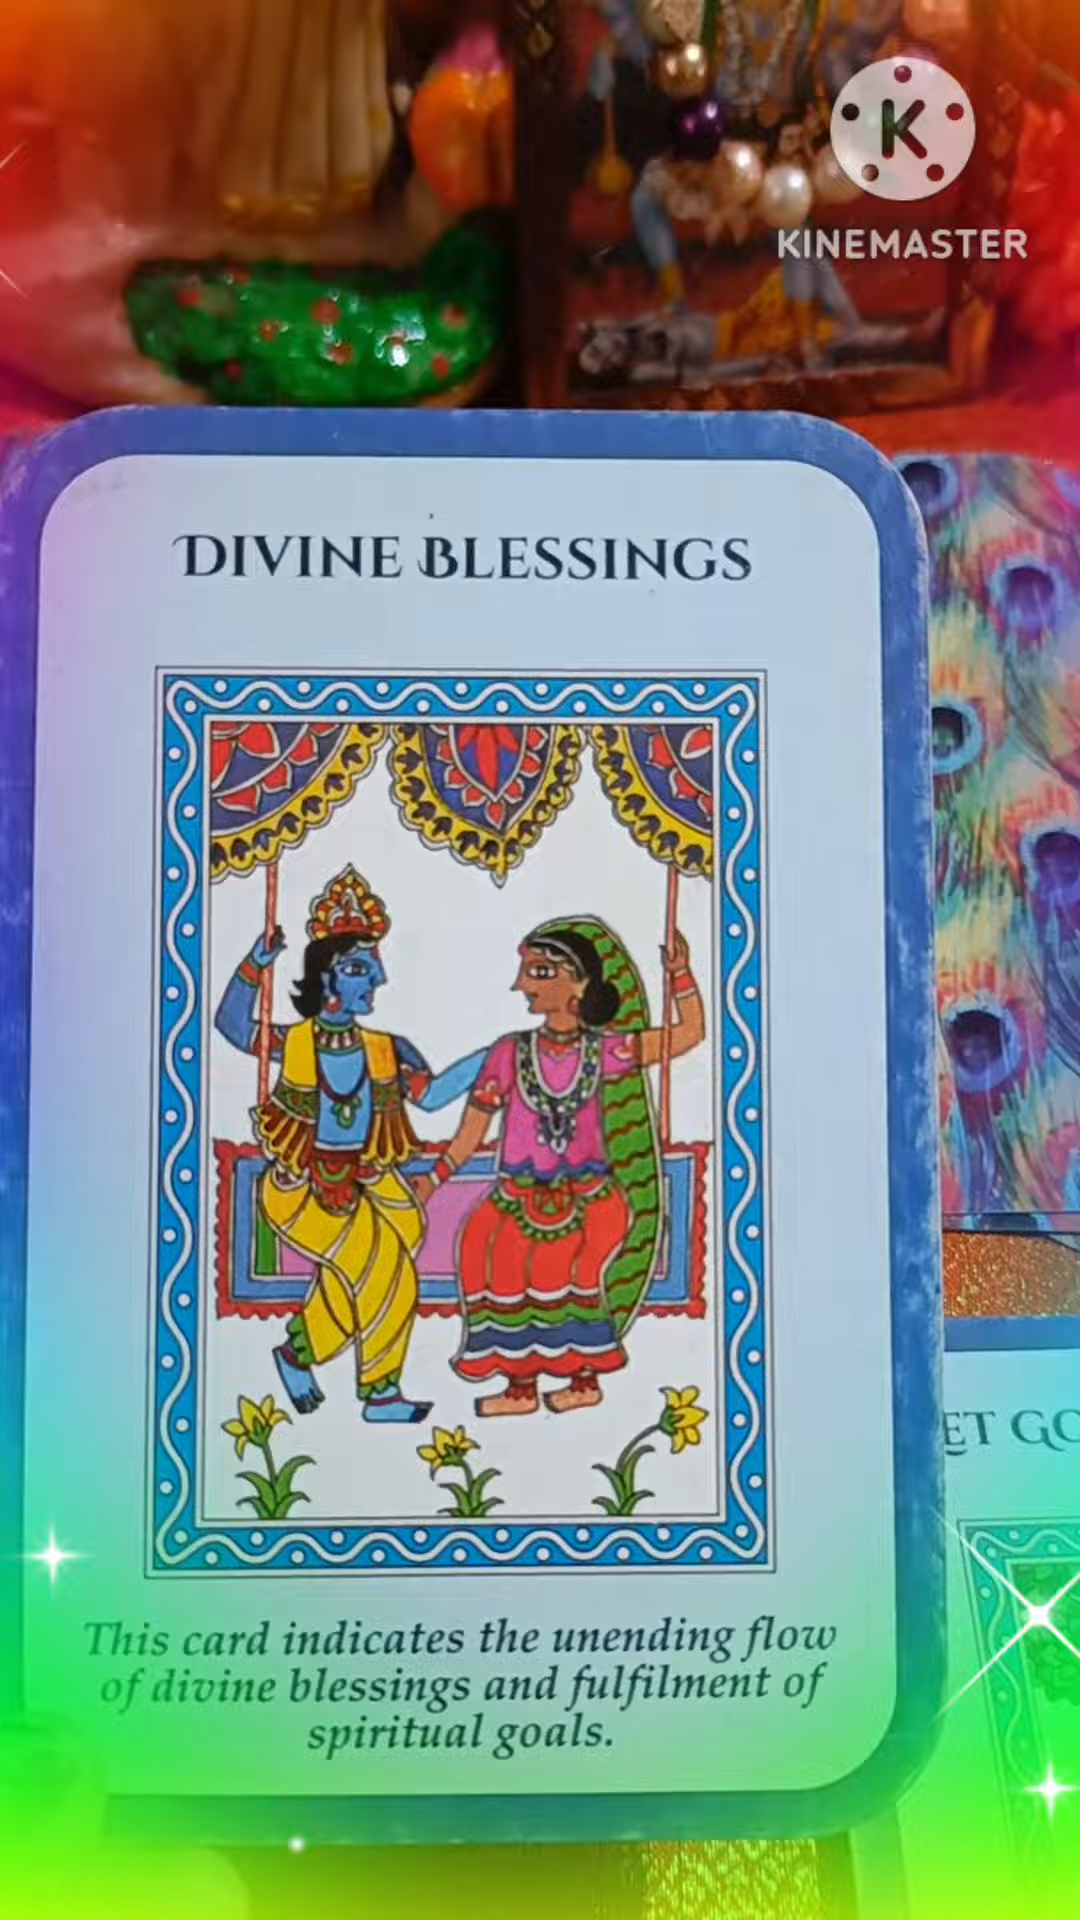 K
KINEMASTER
DIVINE BLESSINGS
This card indicates the unending flow
of divine blessings and fulfilment of
spiritual goals.